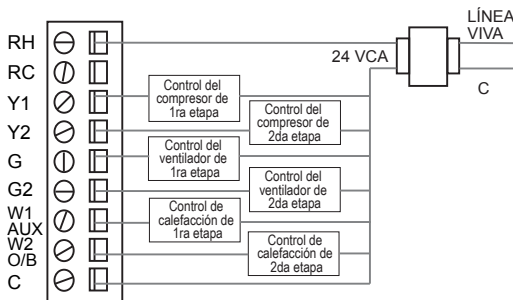 RH
RC
Y1
Y2
G
G2
W1
AUX
W2
O/B
C
Control del
compresor de
1ra etapa
Control del
compresor de
2da etapa
Control del
ventilador de
1ra etapa
Control del
ventilador de
2da etapa
Control de
calefacción de
1ra etapa
Control de
calefacción de
2da etapa
24 VCA
LÍNEA
VIVA
C